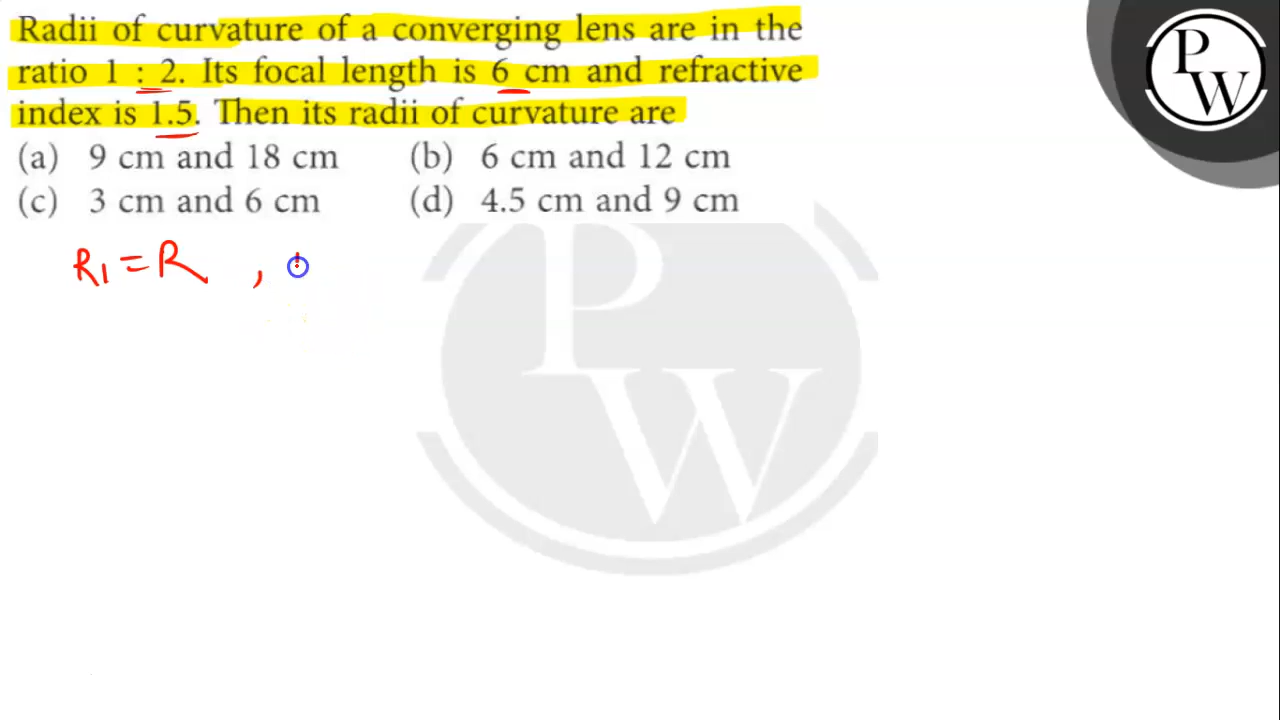 Radii of curvature of a converging lens are in the
ratio 1 : 2. Its focal length is 6 cm and refractive
index is 1.5. Then its radii of curvature are
(a) 9 cm and 18 cm (b) 6 cm and 12 cm
(c) 3 cm and 6 cm (d) 4.5 cm and 9 cm
R1 = R ,
P
W
P
W